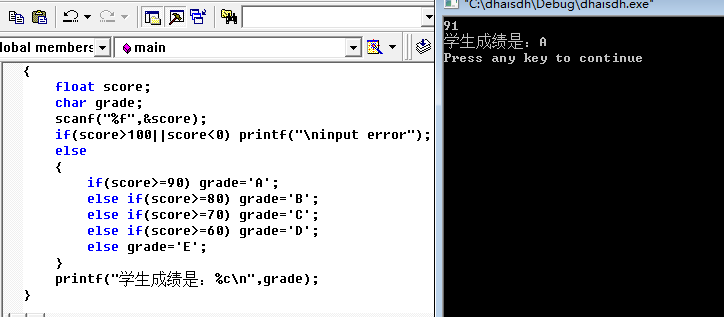 "C:\dhaisdh\Debug\dhaisdh.exe"
lobal members
main
{
float score;
char grade;
scanf("%f",&score);
if(score>100||score<0) printf("\ninput error");
else
{
if(score>=90) grade='A';
else if(score>=80) grade='B';
else if(score>=70) grade='C';
else if(score>=60) grade='D';
else grade='E';
}
printf("学生成绩是：%c\n",grade);
}
91
学生成绩是：A
Press any key to continue